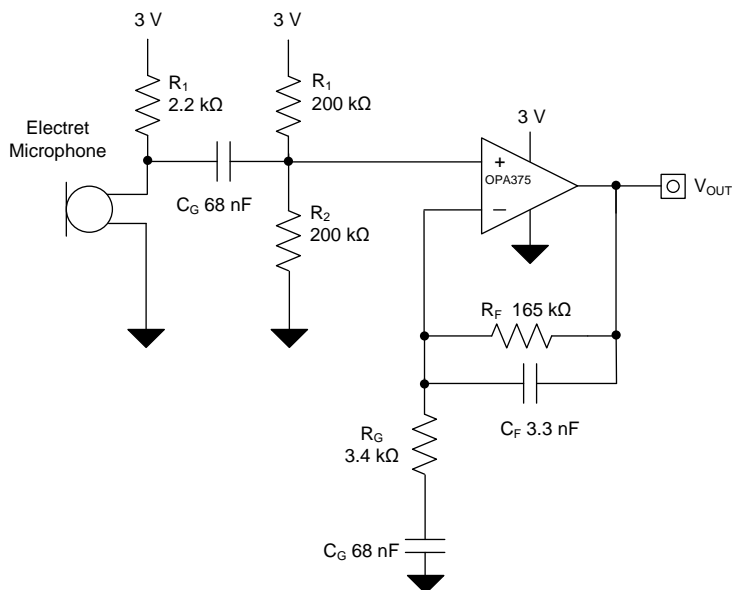 3 V
3 V
R1
2.2 kΩ
R1
200 kΩ
Electret
Microphone
3 V
+
OPA375
–
VOUT
CG 68 nF
R2
200 kΩ
RF 165 kΩ
CF 3.3 nF
RG
3.4 kΩ
CG 68 nF